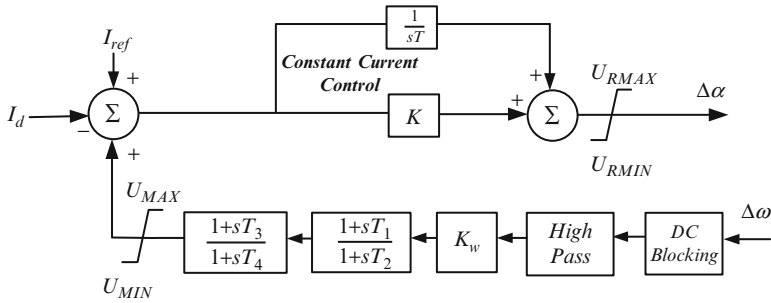 1
sT
I_ref
+
Constant Current
Control
+
U_RMAX
Δα
I_d
−
Σ
K
+
Σ
+
U_RMIN
U_MAX
Δω
1+sT_3
1+sT_4
1+sT_1
1+sT_2
K_w
High
Pass
DC
Blocking
U_MIN